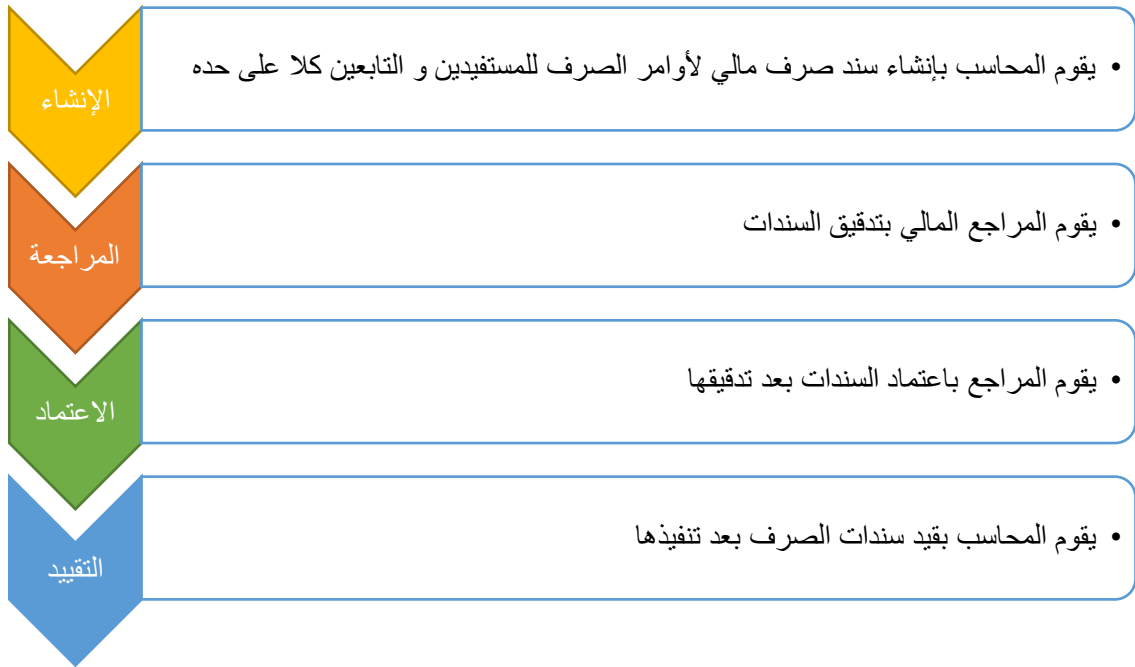 الإنشاء
• يقوم المحاسب بإنشاء سند صرف مالي لأوامر الصرف للمستفيدين و التابعين كلا على حده
المراجعة
• يقوم المراجع المالي بتدقيق السندات
الاعتماد
• يقوم المراجع باعتماد السندات بعد تدقيقها
التقييد
• يقوم المحاسب بقيد سندات الصرف بعد تنفيذها